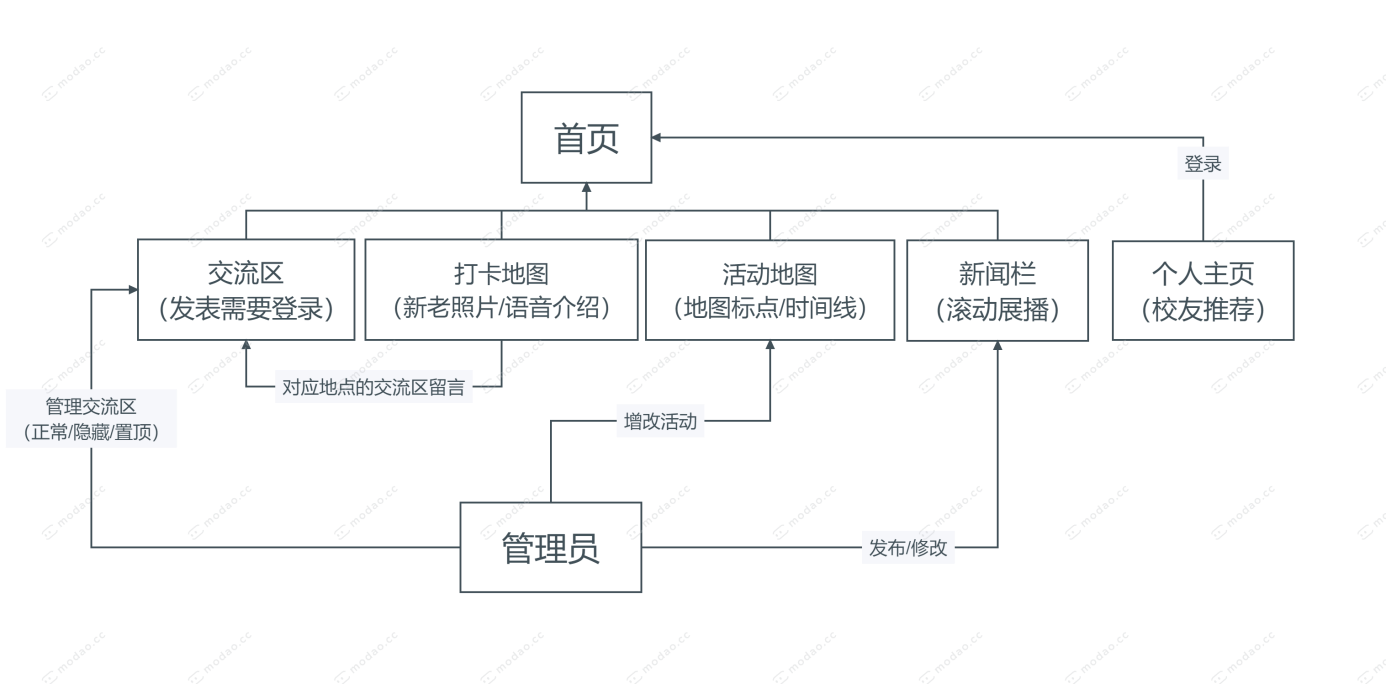 首页
登录
交流区
（发表需要登录）
打卡地图
（新老照片/语音介绍）
活动地图
（地图标点/时间线）
新闻栏
（滚动展播）
个人主页
（校友推荐）
对应地点的交流区留言
管理交流区
（正常/隐藏/置顶）
增改活动
管理员
发布/修改
modao.cc